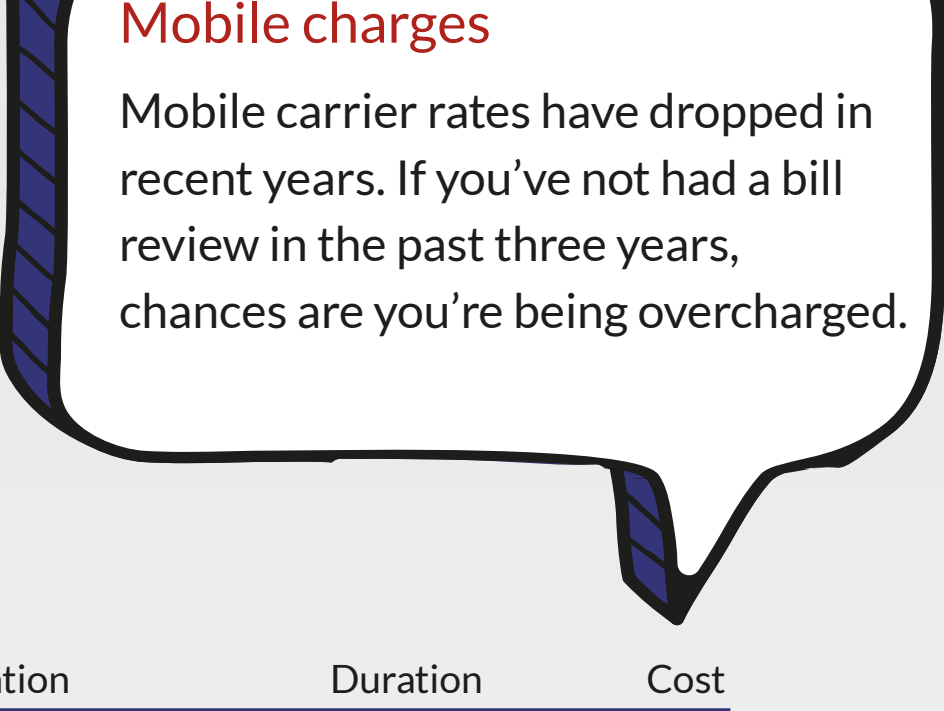 Mobile charges
Mobile carrier rates have dropped in
recent years. If you’ve not had a bill
review in the past three years,
chances are you’re being overcharged.
Duration Cost